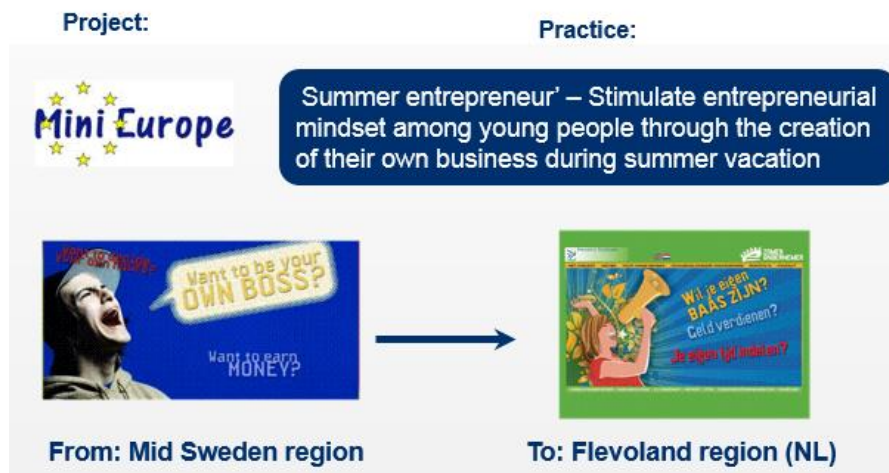 Project:
Practice:
Mini Europe
Summer entrepreneur’ – Stimulate entrepreneurial
mindset among young people through the creation
of their own business during summer vacation
Want to be your
OWN BOSS?
Want to earn
MONEY?
Wil je eigen
BAAS ZIJN?
Geld verdienen?
Je eigen tijd indelen?
From: Mid Sweden region
To: Flevoland region (NL)